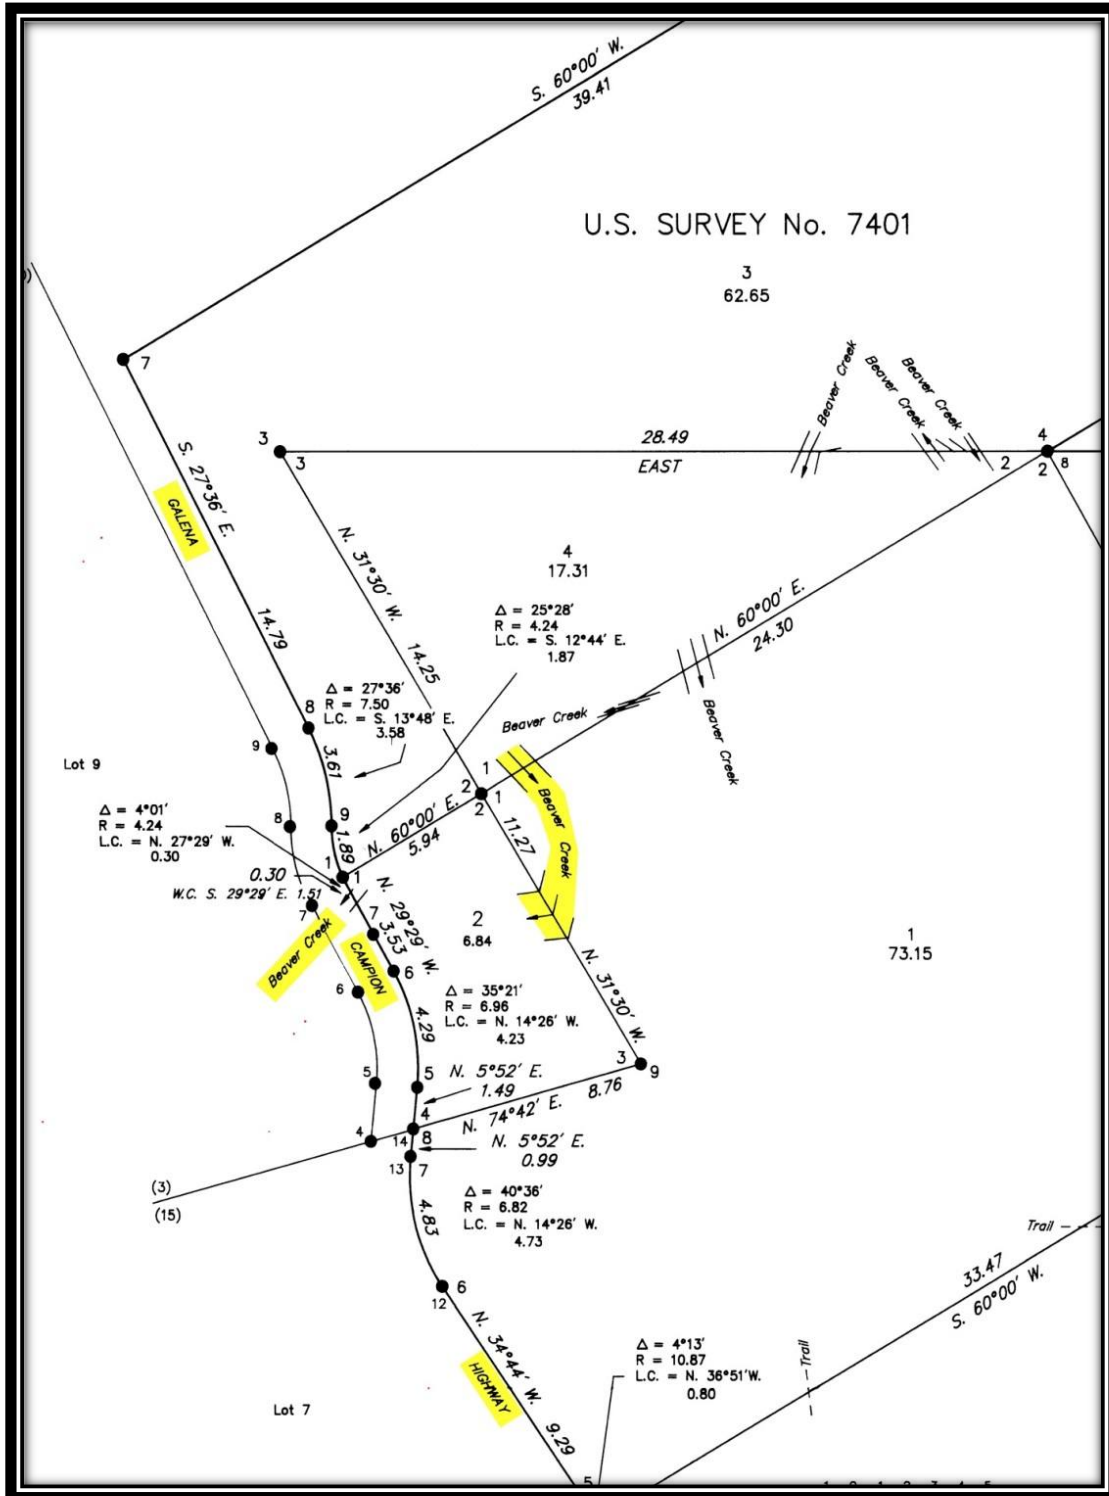 S. 60°00' W.
39.41
U.S. SURVEY No. 7401
3
62.65
)
7
Beaver Creek
Beaver Creek
Beaver Creek
3
3
28.49
EAST
2
4
2
8
S. 27°36' E.
GALENA
14.79
N. 31°30' W.
14.25
4
17.31
Δ = 25°28'
R = 4.24
L.C. = S. 12°44' E.
1.87
N. 60°00' E.
24.30
Δ = 27°36'
R = 7.50
L.C. = S. 13°48' E.
3.58
8
3.61
9
Beaver Creek
Beaver Creek
Lot 9
1
2
1
2
Beaver Creek
Δ = 4°01'
R = 4.24
L.C. = N. 27°29' W.
0.30
8
9
1.89
N. 60°00' E.
5.94
11.27
1
1
0.30
W.C. S. 29°29' E. 1.51
7
Beaver Creek
CAMPION
7
N. 29°29' W.
3.53
2
6.84
1
73.15
6
6
N. 31°30' W.
Δ = 35°21'
R = 6.96
L.C. = N. 14°26' W.
4.23
4.29
5
5
N. 5°52' E.
1.49
3
9
N. 74°42' E.
8.76
4
4
14
8
N. 5°52' E.
0.99
13
7
(3)
(15)
Δ = 40°36'
R = 6.82
L.C. = N. 14°26' W.
4.73
4.83
Trail
6
12
33.47
S. 60°00' W.
N. 34°44' W.
HIGHWAY
9.29
Δ = 4°13'
R = 10.87
L.C. = N. 36°51' W.
0.80
Trail
Lot 7
5